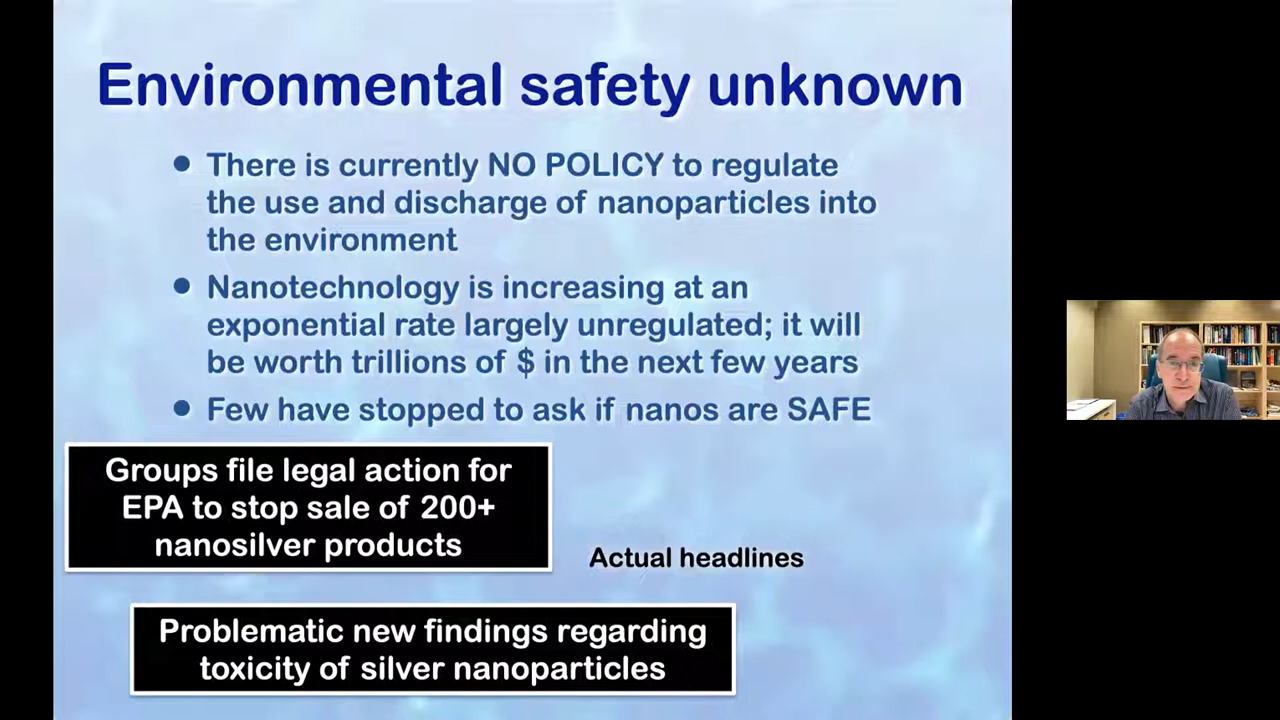 Environmental safety unknown
• There is currently NO POLICY to regulate
the use and discharge of nanoparticles into
the environment
• Nanotechnology is increasing at an
exponential rate largely unregulated; it will
be worth trillions of $ in the next few years
• Few have stopped to ask if nanos are SAFE
Groups file legal action for
EPA to stop sale of 200+
nanosilver products
Actual headlines
Problematic new findings regarding
toxicity of silver nanoparticles